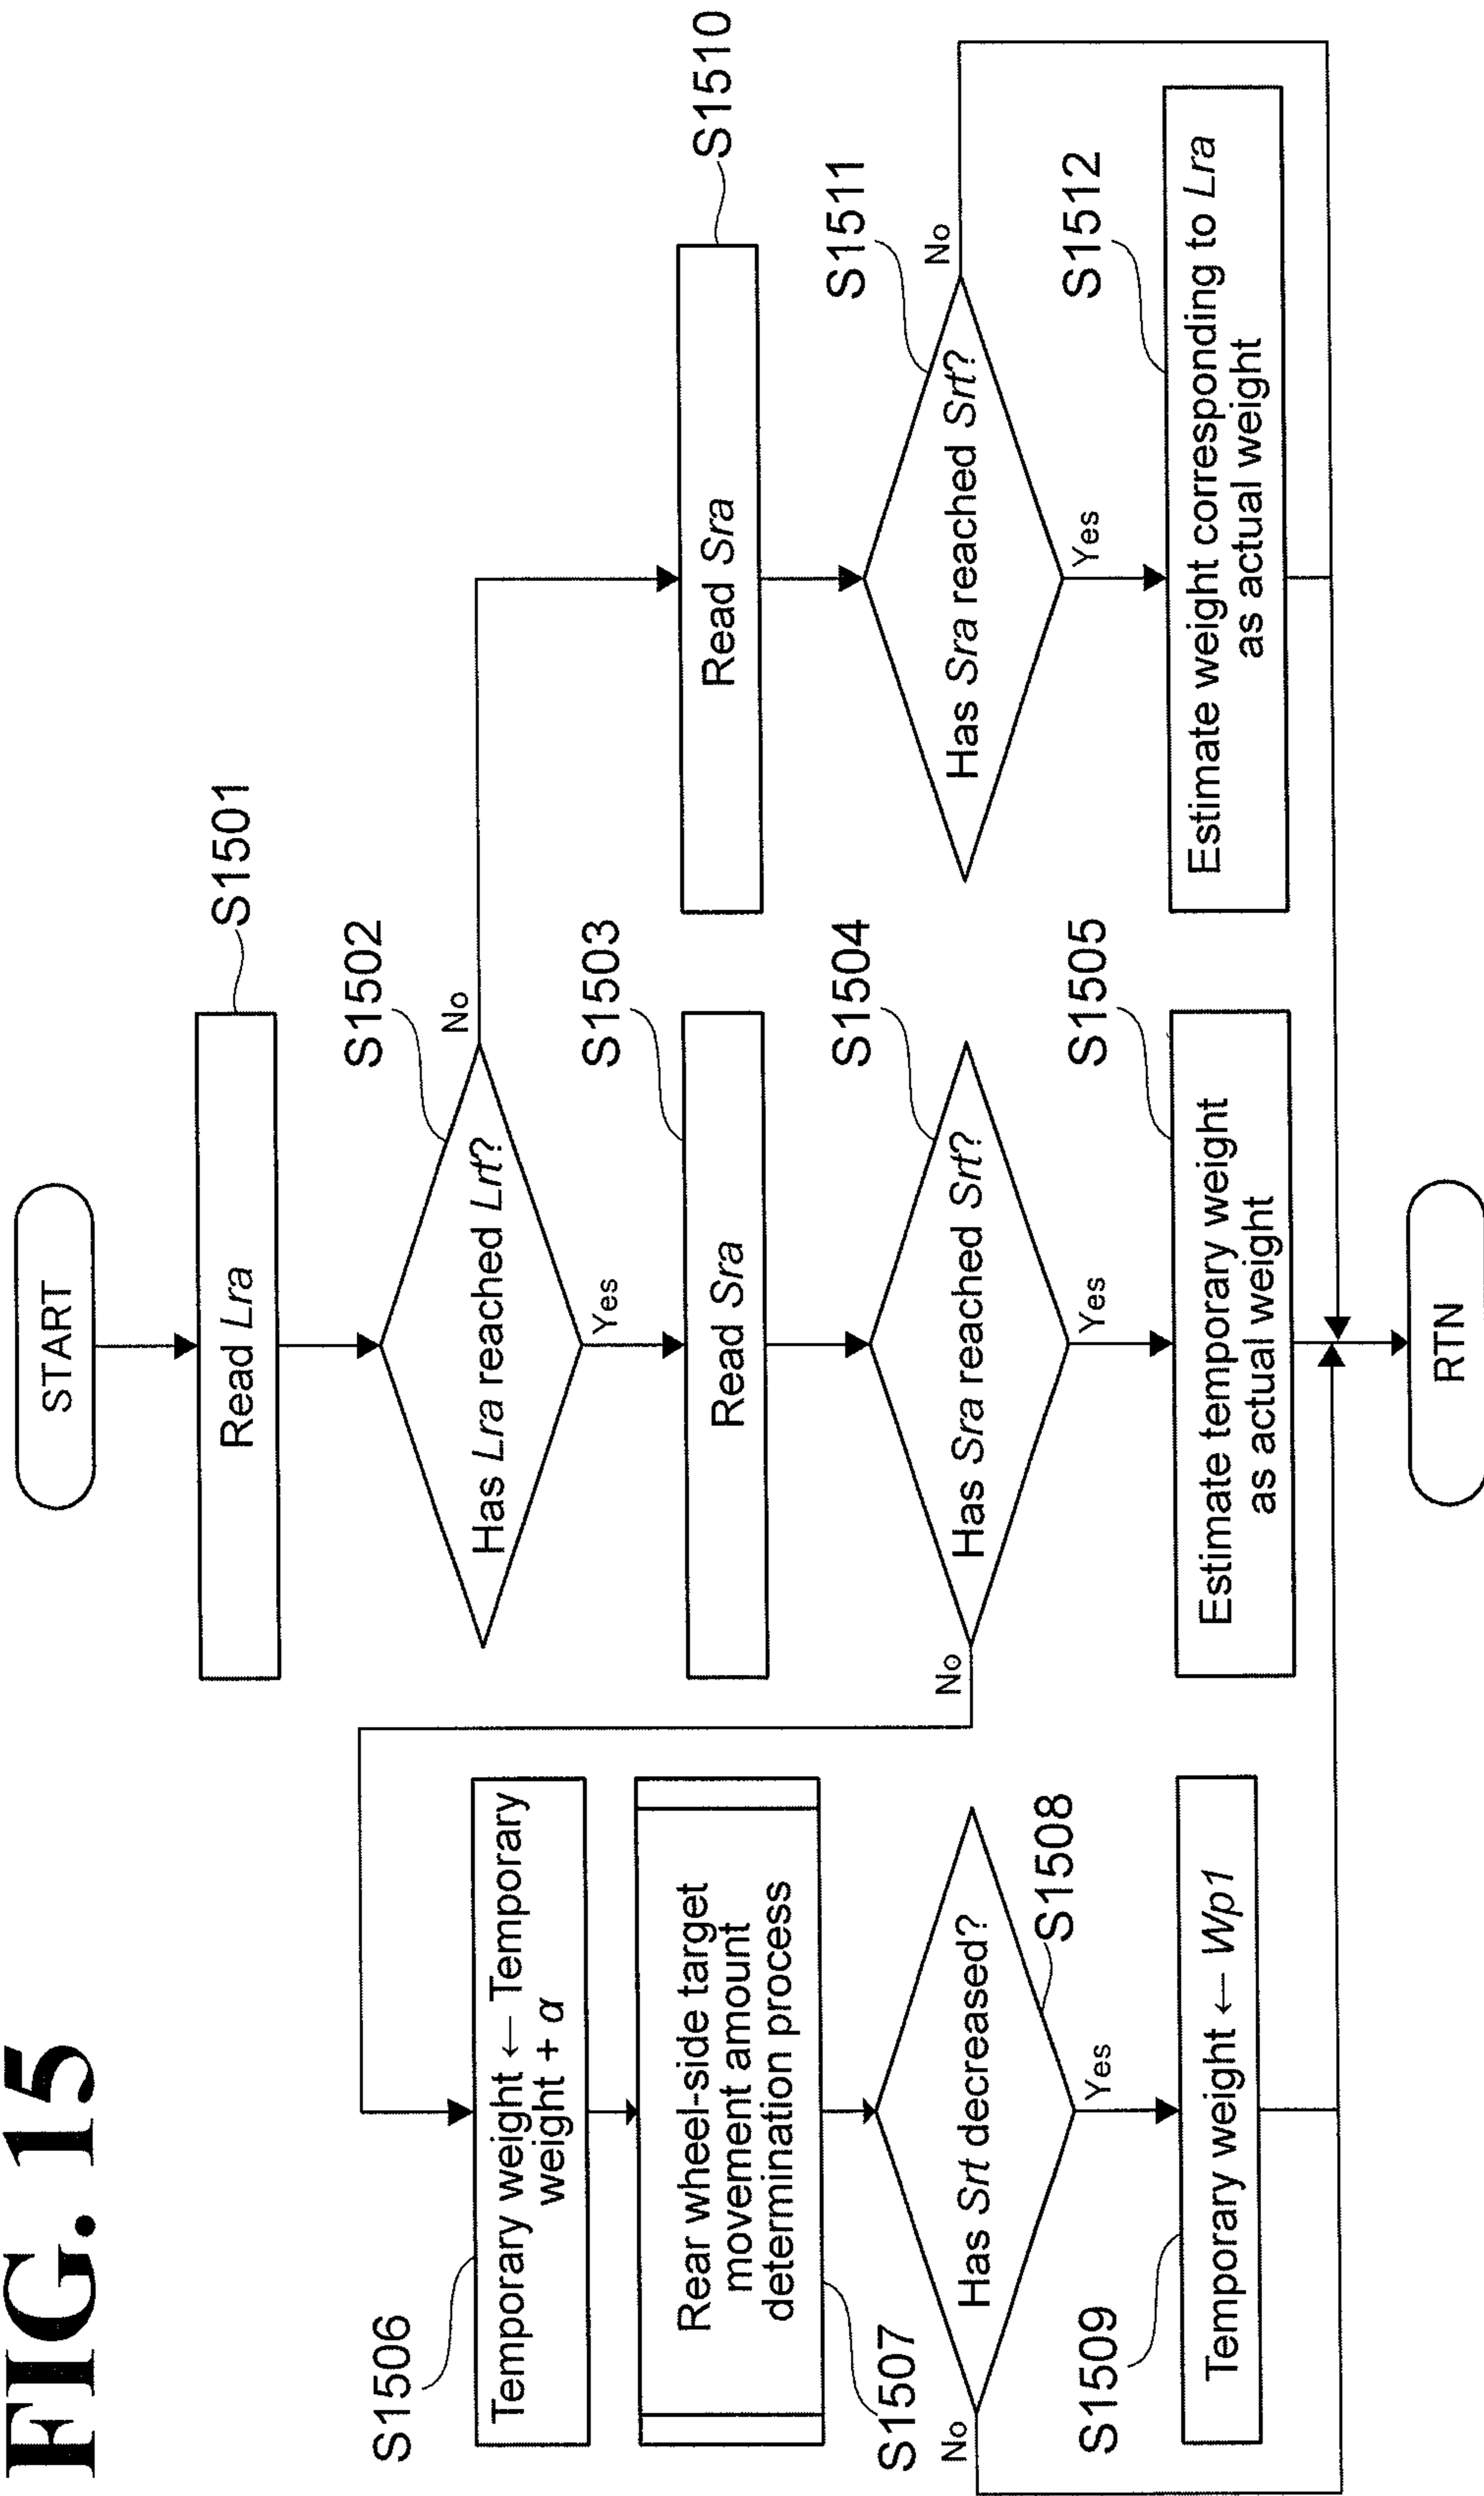 FIG. 15
START
Read Lra
S1501
Has Lra reached Lrt?
S1502
No
Yes
Read Sra
S1503
Has Sra reached Srt?
S1504
No
Yes
Estimate temporary weight
as actual weight
S1505
Temporary weight ← Temporary
weight + α
S1506
Rear wheel-side target
movement amount
determination process
S1507
Has Srt decreased?
S1508
No
Yes
Temporary weight ← Wp1
S1509
Read Sra
S1510
Has Sra reached Srt?
S1511
No
Yes
Estimate weight corresponding to Lra
as actual weight
S1512
RTN